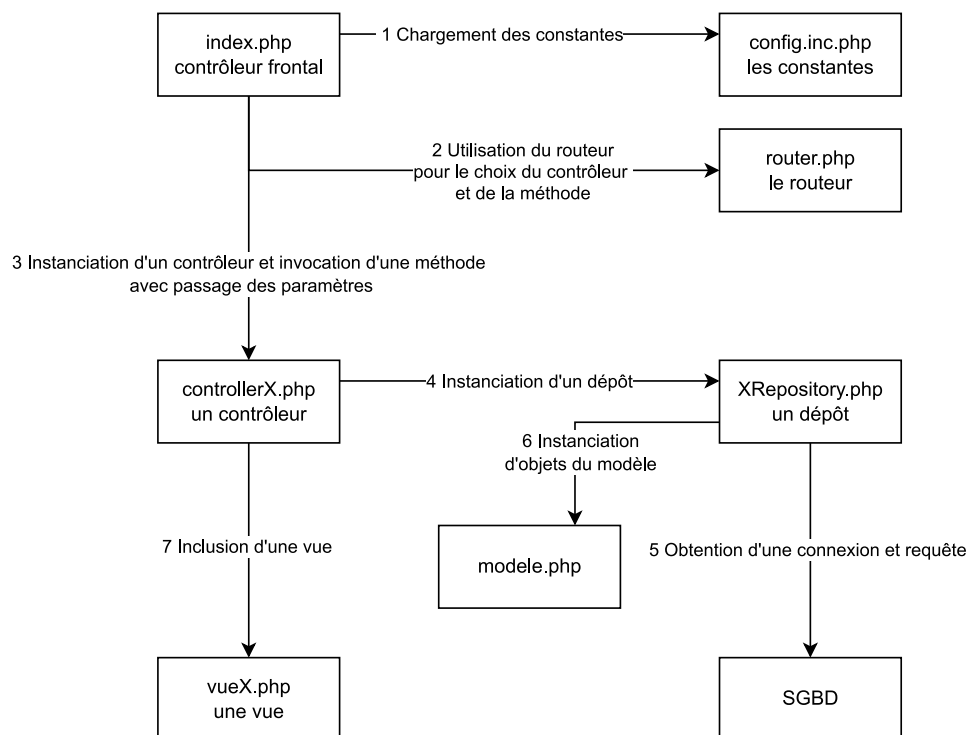 index.php
contrôleur frontal
1 Chargement des constantes
config.inc.php
les constantes
2 Utilisation du routeur
pour le choix du contrôleur
et de la méthode
router.php
le routeur
3 Instanciation d'un contrôleur et invocation d'une méthode
avec passage des paramètres
controllerX.php
un contrôleur
4 Instanciation d'un dépôt
XRepository.php
un dépôt
6 Instanciation
d'objets du modèle
7 Inclusion d'une vue
modele.php
5 Obtention d'une connexion et requête
vueX.php
une vue
SGBD